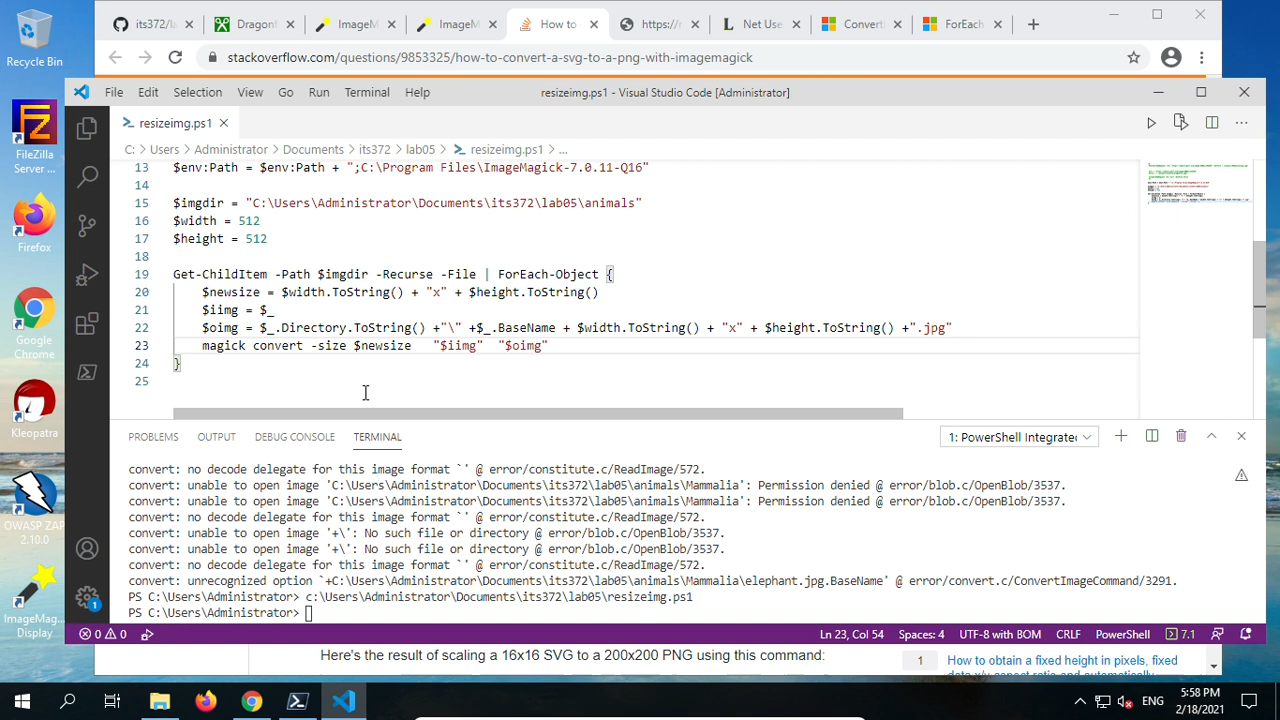 Recycle Bin
FileZilla
Server ...
Firefox
Google
Chrome
Kleopatra
OWASP ZAP
2.10.0
ImageMag...
Display
its372/la
Dragonf
ImageM
ImageM
How to
https://
Net Use
Convert
ForEach
stackoverflow.com/questions/9853325/how-to-convert-a-svg-to-a-png-with-imagemagick
File Edit Selection View Go Run Terminal Help
resizeimg.ps1 - Visual Studio Code [Administrator]
resizeimg.ps1
C: > Users > Administrator > Documents > its372 > lab05 > resizeimg.ps1 > ...
13 $env:Path = $env:Path + ";C:\Program Files\ImageMagick-7.0.11-Q16"
14
15 $imgdir = "C:\Users\Administrator\Documents\its372\lab05\animals"
16 $width = 512
17 $height = 512
18
19 Get-ChildItem -Path $imgdir -Recurse -File | ForEach-Object {
20 $newsize = $width.ToString() + "x" + $height.ToString()
21 $iimg = $_
22 $oimg = $_.Directory.ToString() +"\" +$_.BaseName + $width.ToString() + "x" + $height.ToString() +".jpg"
23 magick convert -size $newsize "$iimg" "$oimg"
24 }
25
PROBLEMS OUTPUT DEBUG CONSOLE TERMINAL
1: PowerShell Integrate
convert: no decode delegate for this image format `' @ error/constitute.c/ReadImage/572.
convert: unable to open image 'C:\Users\Administrator\Documents\its372\lab05\animals\Mammalia': Permission denied @ error/blob.c/OpenBlob/3537.
convert: unable to open image 'C:\Users\Administrator\Documents\its372\lab05\animals\Mammalia': Permission denied @ error/blob.c/OpenBlob/3537.
convert: no decode delegate for this image format `' @ error/constitute.c/ReadImage/572.
convert: unable to open image '+\': No such file or directory @ error/blob.c/OpenBlob/3537.
convert: unable to open image '+\': No such file or directory @ error/blob.c/OpenBlob/3537.
convert: no decode delegate for this image format `' @ error/constitute.c/ReadImage/572.
convert: unrecognized option `+C:\Users\Administrator\Documents\its372\lab05\animals\Mammalia\elephant.jpg.BaseName' @ error/convert.c/ConvertImageCommand/3291.
PS C:\Users\Administrator> c:\Users\Administrator\Documents\its372\lab05\resizeimg.ps1
PS C:\Users\Administrator>
0 0 Ln 23, Col 54 Spaces: 4 UTF-8 with BOM CRLF PowerShell 7.1
Here's the result of scaling a 16x16 SVG to a 200x200 PNG using this command:
1 How to obtain a fixed height in pixels, fixed
ENG
5:58 PM
2/18/2021